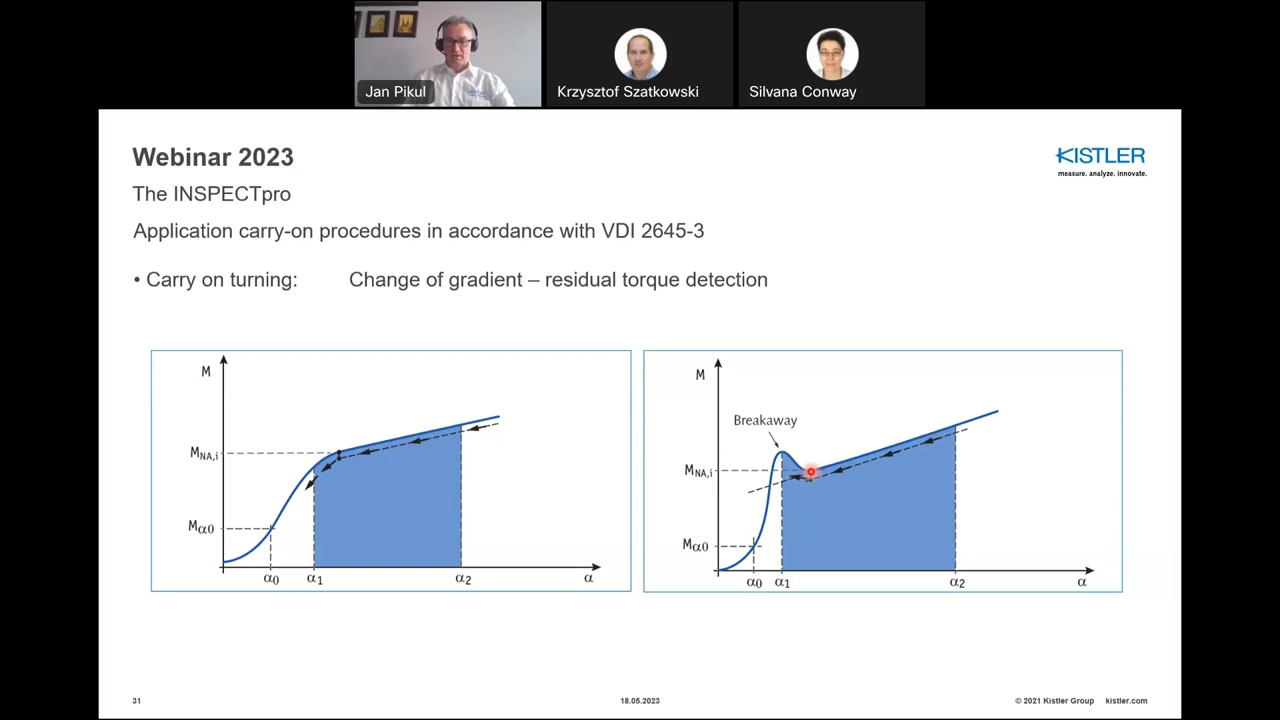 Jan Pikul
Krzysztof Szatkowski
Silvana Conway
Webinar 2023
KISTLER
measure. analyze. innovate.
The INSPECTpro
Application carry-on procedures in accordance with VDI 2645-3
• Carry on turning: Change of gradient – residual torque detection
M
MNA,i
Mα0
α0 α1 α2 α
M
Breakaway
MNA,i
Mα0
α0 α1 α2 α
31 18.05.2023 © 2021 Kistler Group kistler.com